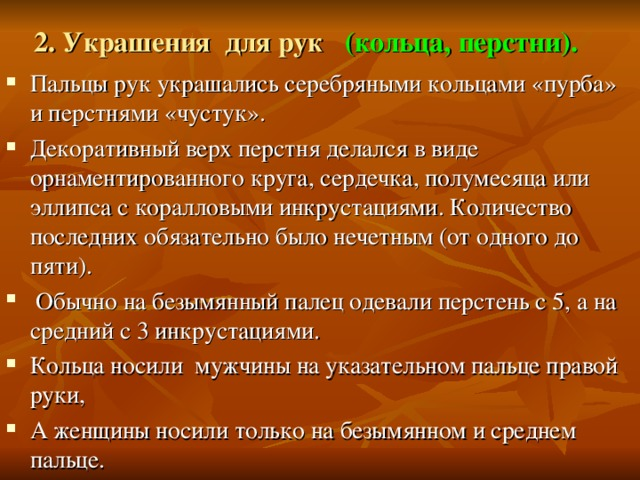 2. Украшения для рук (кольца, перстни).
Пальцы рук украшались серебряными кольцами «пурба»
и перстнями «чустук».
Декоративный верх перстня делался в виде
орнаментированного круга, сердечка, полумесяца или
эллипса с коралловыми инкрустациями. Количество
последних обязательно было нечетным (от одного до
пяти).
Обычно на безымянный палец одевали перстень с 5, а на
средний с 3 инкрустациями.
Кольца носили мужчины на указательном пальце правой
руки,
А женщины носили только на безымянном и среднем
пальце.